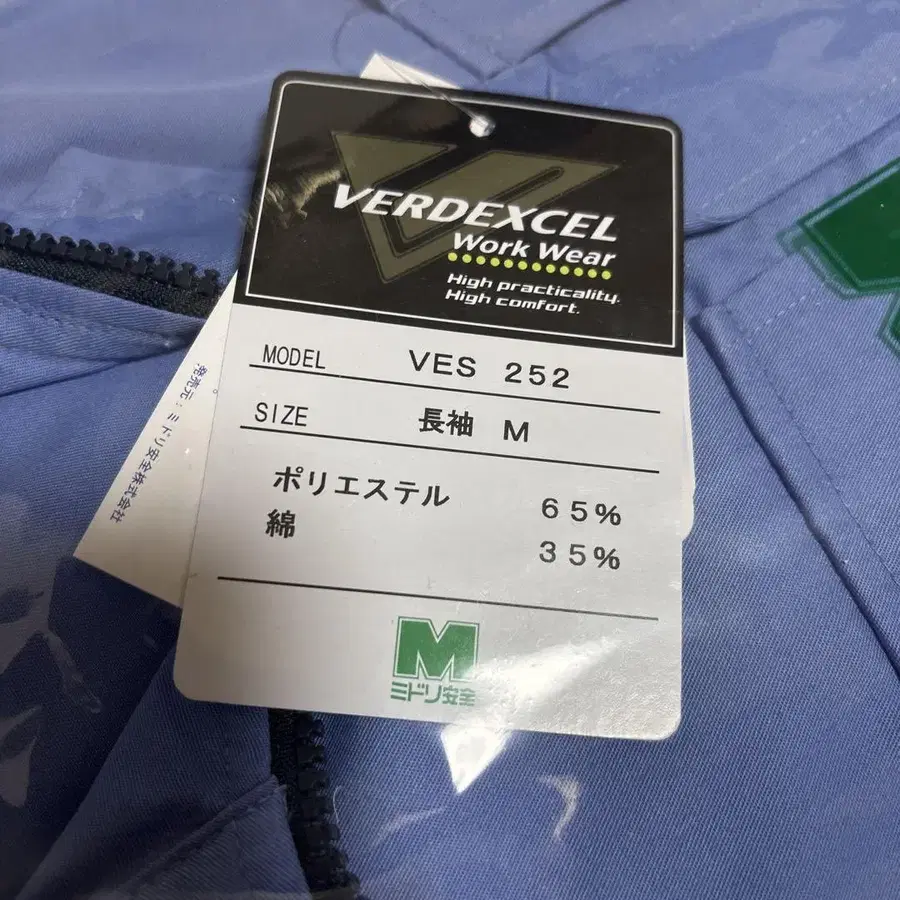 VERDEXCEL
Work Wear
High practicality.
High comfort.
MODEL ＶＥＳ ２５２
SIZE 長袖 Ｍ
ポリエステル ６５％
綿 ３５％
M
ミドリ安全
発売元：ミドリ安全株式会社